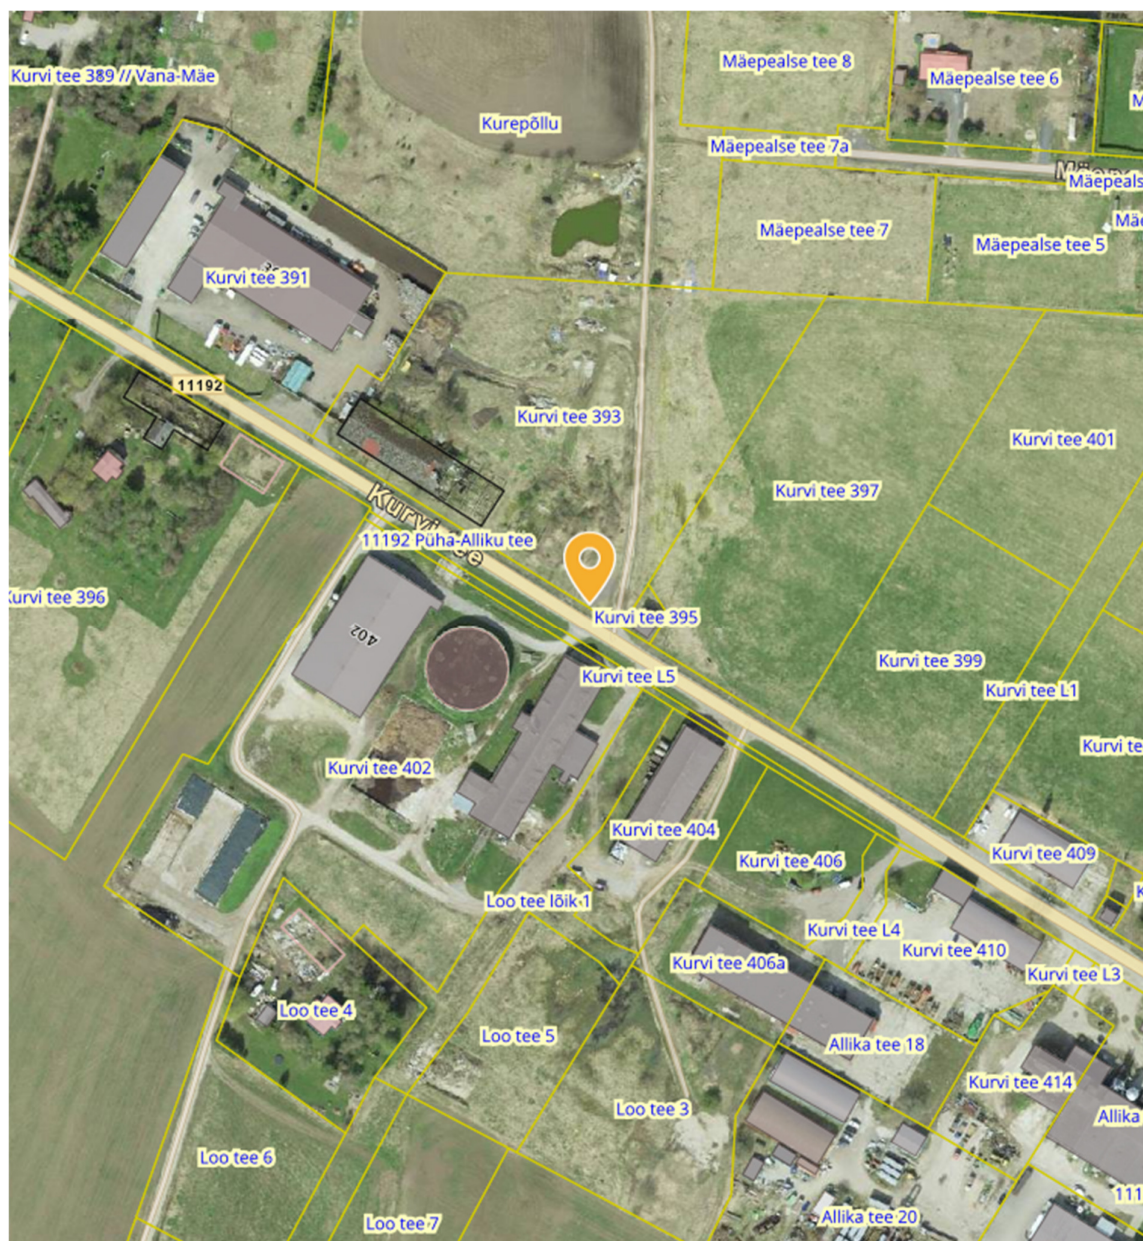 Mäepealse tee 8
Kurvi tee 389 // Vana-Mäe
Mäepealse tee 6
Kurepõllu
Mäepealse tee 7a
Mäepealse tee 7
Mäepealse tee 5
Kurvi tee 391
11192
Kurvi tee 393
Kurvi tee 401
Kurvi tee 397
Kurvi tee
11192 Püha-Alliku tee
Kurvi tee 396
Kurvi tee 395
402
Kurvi tee 399
Kurvi tee L5
Kurvi tee L1
Kurvi tee 402
Kurvi tee 404
Kurvi tee 409
Kurvi tee 406
Loo tee lõik 1
Kurvi tee L4
Kurvi tee 410
Kurvi tee 406a
Kurvi tee L3
Loo tee 4
Loo tee 5
Allika tee 18
Kurvi tee 414
Loo tee 3
Allika
Loo tee 6
Loo tee 7
Allika tee 20